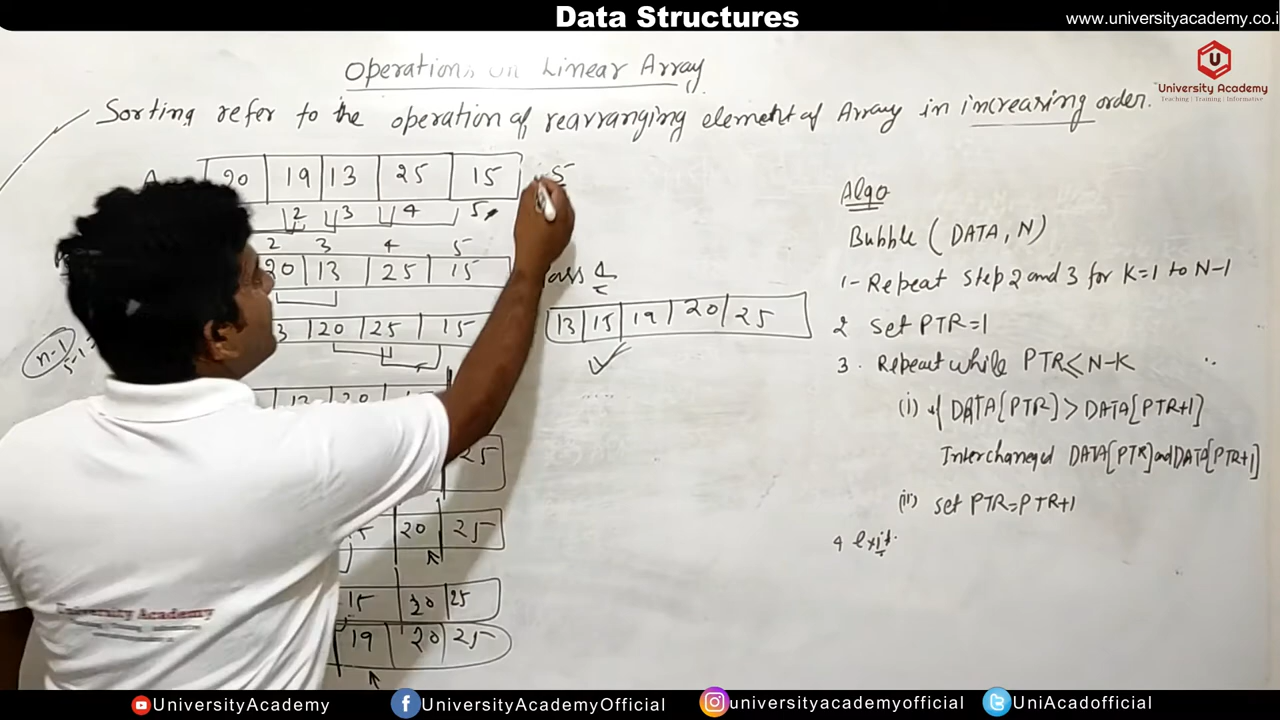 Data Structures
www.universityacademy.co.i
University Academy
Teaching | Training | Informative
Operations on Linear Array
Sorting refer to the operation of rearranging element of Array in increasing order.
20 19 13 25 15
2 3 4 5
2 3 4 5
20 13 25 15
3 20 25 15
n-1
13 15 19 20 25
25
20 25
15 20 25
19 20 25
Algo
Bubble (DATA, N)
1- Repeat Step 2 and 3 for K=1 to N-1
2 Set PTR=1
3. Repeat while PTR≤N-K
(i) if DATA[PTR] > DATA[PTR+1]
Interchanged DATA[PTR] and DATA[PTR+1]
(ii) set PTR=PTR+1
4 exit.
University Academy
UniversityAcademy
UniversityAcademyOfficial
universityacademyofficial
UniAcadofficial